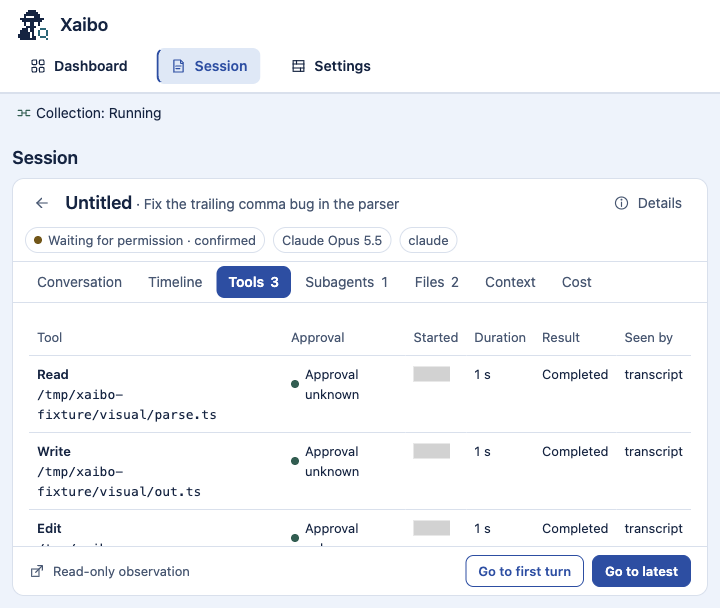 Xaibo
Dashboard Session Settings
Collection: Running
Session
Untitled · Fix the trailing comma bug in the parser Details
Waiting for permission · confirmed Claude Opus 5.5 claude
Conversation Timeline Tools 3 Subagents 1 Files 2 Context Cost
Tool Approval Started Duration Result Seen by
Read Approval 1 s Completed transcript
/tmp/xaibo- unknown
fixture/visual/parse.ts
Write Approval 1 s Completed transcript
/tmp/xaibo- unknown
fixture/visual/out.ts
Edit Approval 1 s Completed transcript
Read-only observation Go to first turn Go to latest